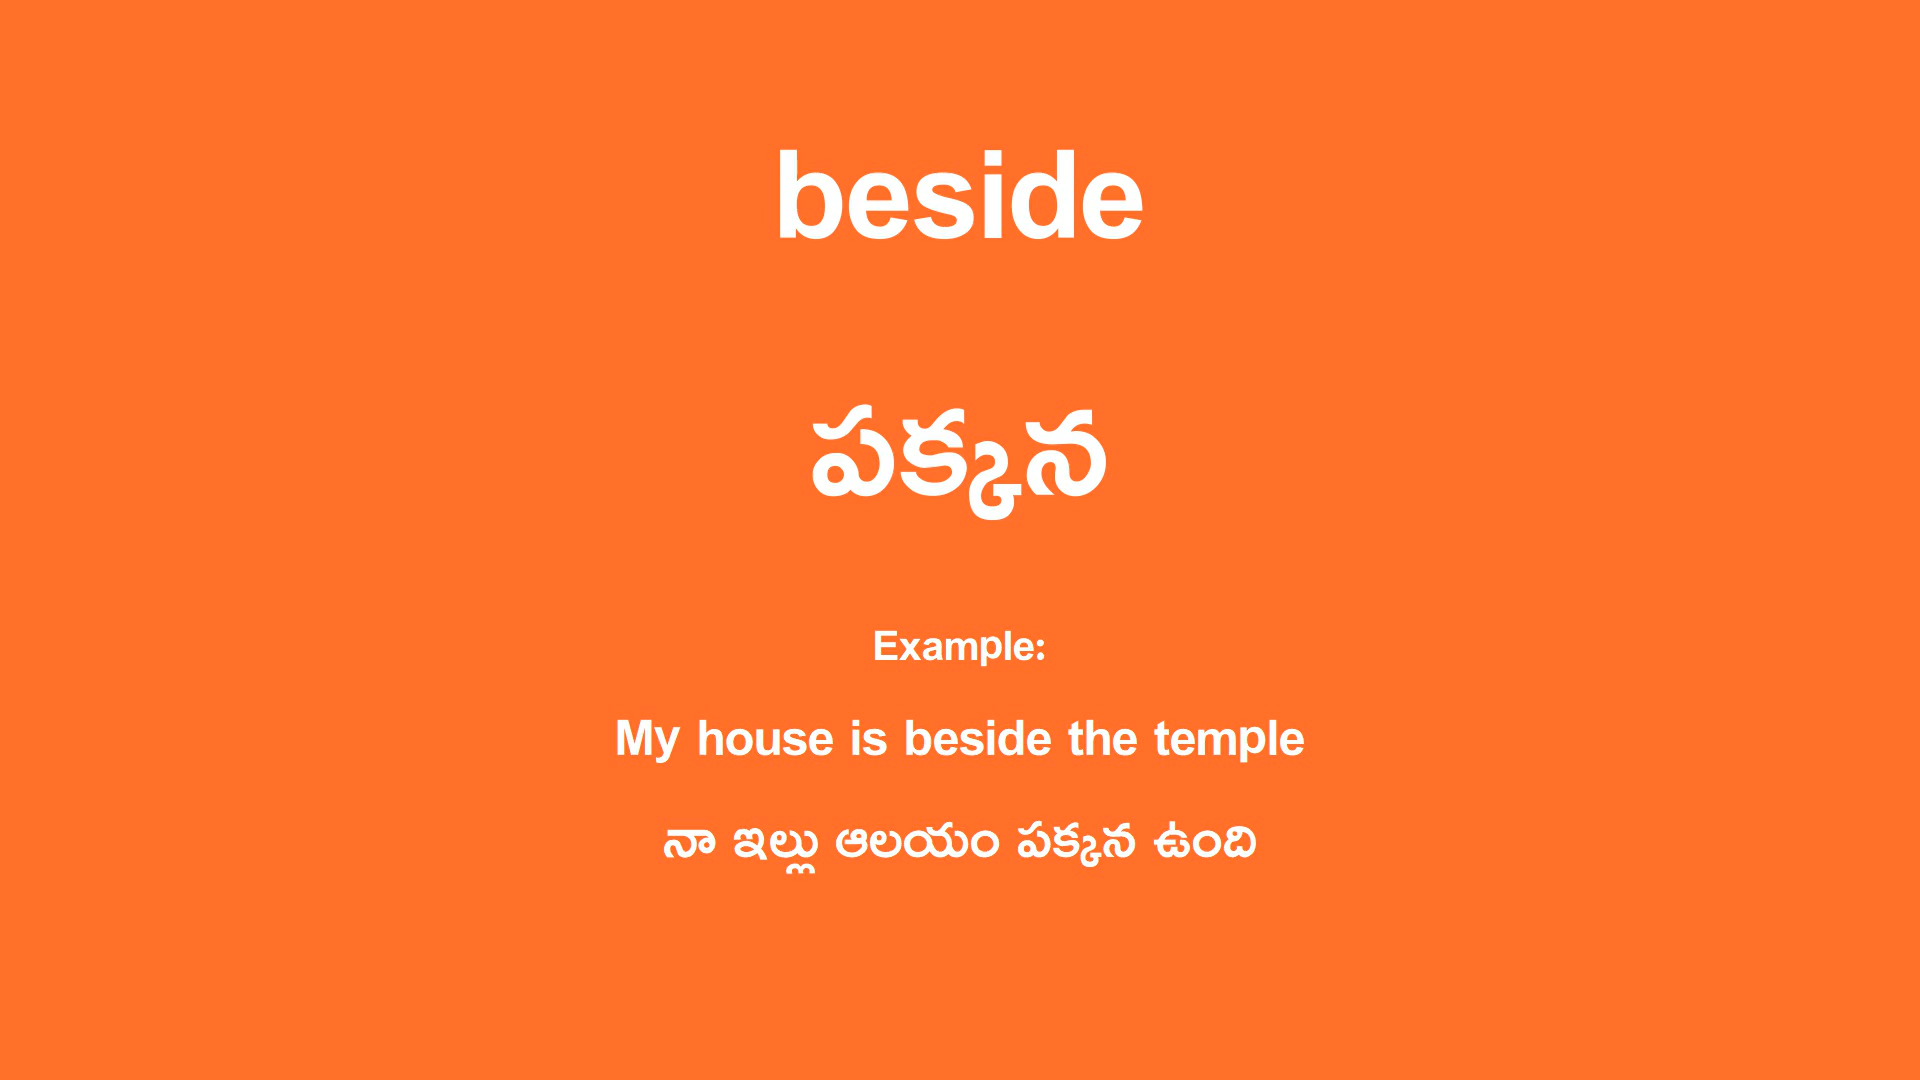 beside
పక్కన
Example:
My house is beside the temple
నా ఇల్లు ఆలయం పక్కన ఉంది